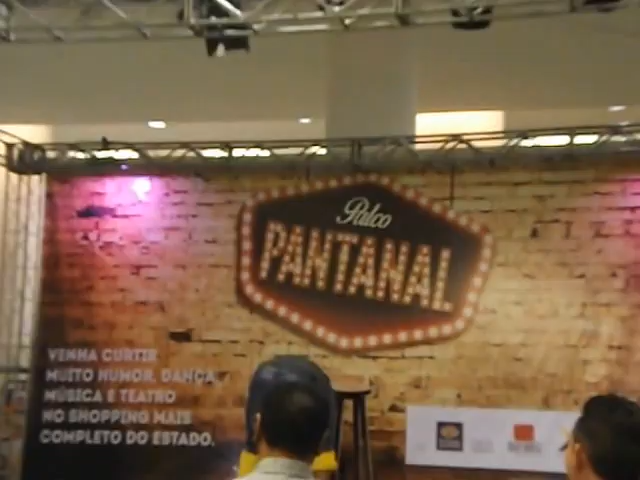 Palco
PANTANAL
VENHA CURTIR
MUITO HUMOR, DANÇA,
MÚSICA E TEATRO
NO SHOPPING MAIS
COMPLETO DO ESTADO.